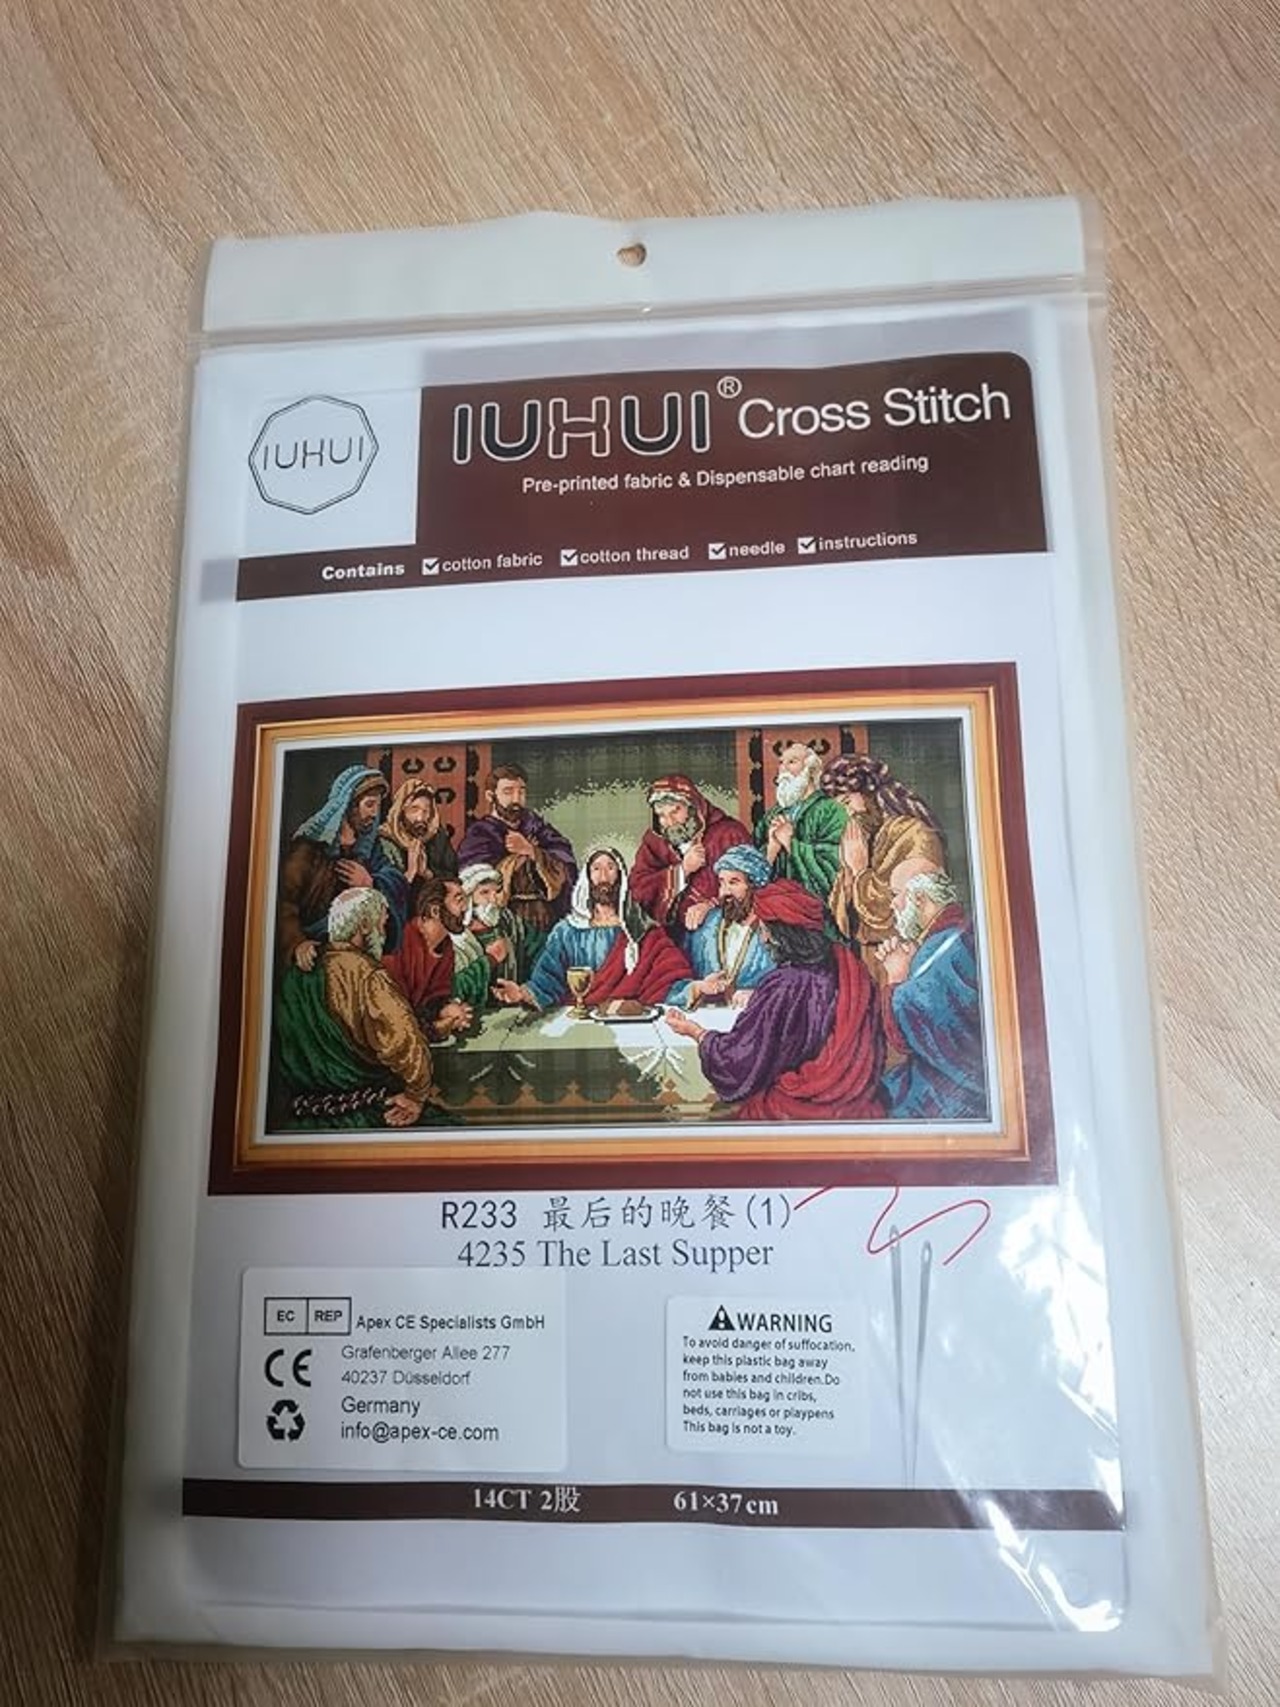 IUHUI
IUHUI® Cross Stitch
Pre-printed fabric & Dispensable chart reading
Contains cotton fabric cotton thread needle instructions
R233 最后的晚餐(1)
4235 The Last Supper
EC REP Apex CE Specialists GmbH
Grafenberger Allee 277
40237 Düsseldorf
Germany
info@apex-ce.com
CE
WARNING
To avoid danger of suffocation,
keep this plastic bag away
from babies and children.Do
not use this bag in cribs,
beds, carriages or playpens
This bag is not a toy.
14CT 2股 61×37cm